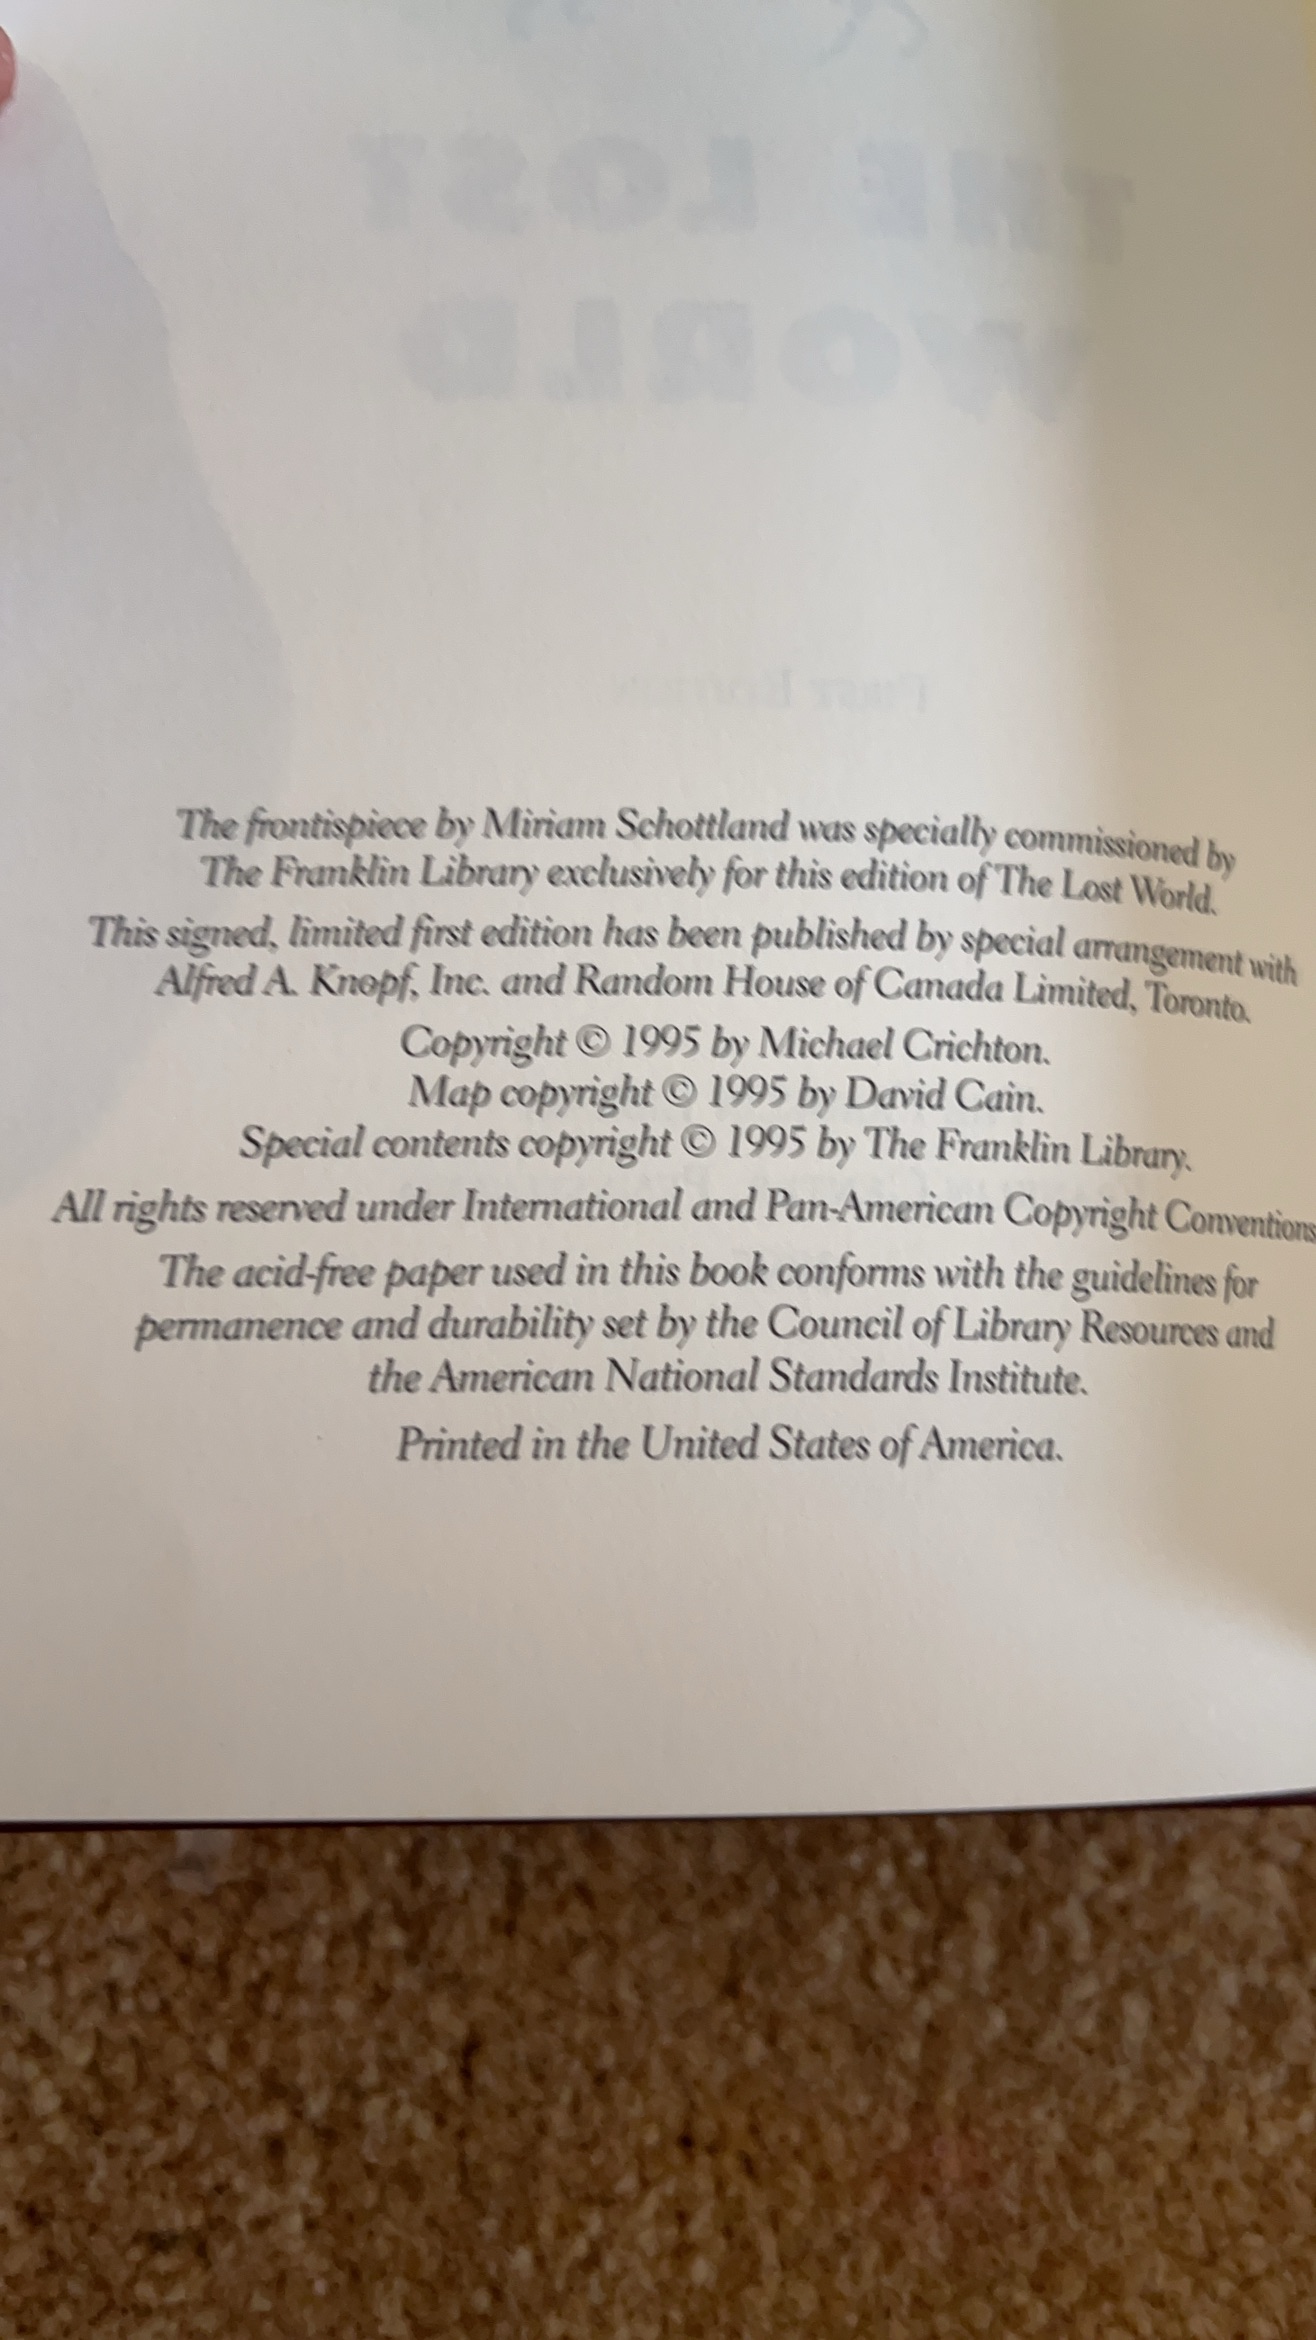 THE LOST
WORLD
The frontispiece by Miriam Schottland was specially commissioned by
The Franklin Library exclusively for this edition of The Lost World.
This signed, limited first edition has been published by special arrangement with
Alfred A. Knopf, Inc. and Random House of Canada Limited, Toronto.
Copyright © 1995 by Michael Crichton.
Map copyright © 1995 by David Cain.
Special contents copyright © 1995 by The Franklin Library.
All rights reserved under International and Pan-American Copyright Conventions
The acid-free paper used in this book conforms with the guidelines for
permanence and durability set by the Council of Library Resources and
the American National Standards Institute.
Printed in the United States of America.